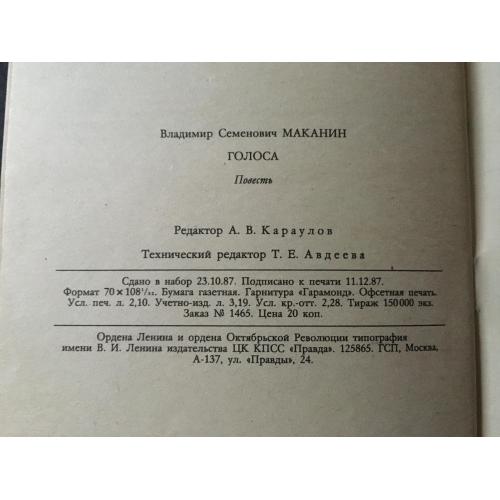 Владимир Семенович МАКАНИН
ГОЛОСА
Повесть
Редактор А. В. Караулов
Технический редактор Т. Е. Авдеева
Сдано в набор 23.10.87. Подписано к печати 11.12.87.
Формат 70 × 108¹/₃₂. Бумага газетная. Гарнитура «Гарамонд». Офсетная печать.
Усл. печ. л. 2,10. Учетно-изд. л. 3,19. Усл. кр.-отт. 2,28. Тираж 150 000 экз.
Заказ № 1465. Цена 20 коп.
Ордена Ленина и ордена Октябрьской Революции типография
имени В. И. Ленина издательства ЦК КПСС «Правда». 125865. ГСП, Москва,
А-137, ул. «Правды», 24.